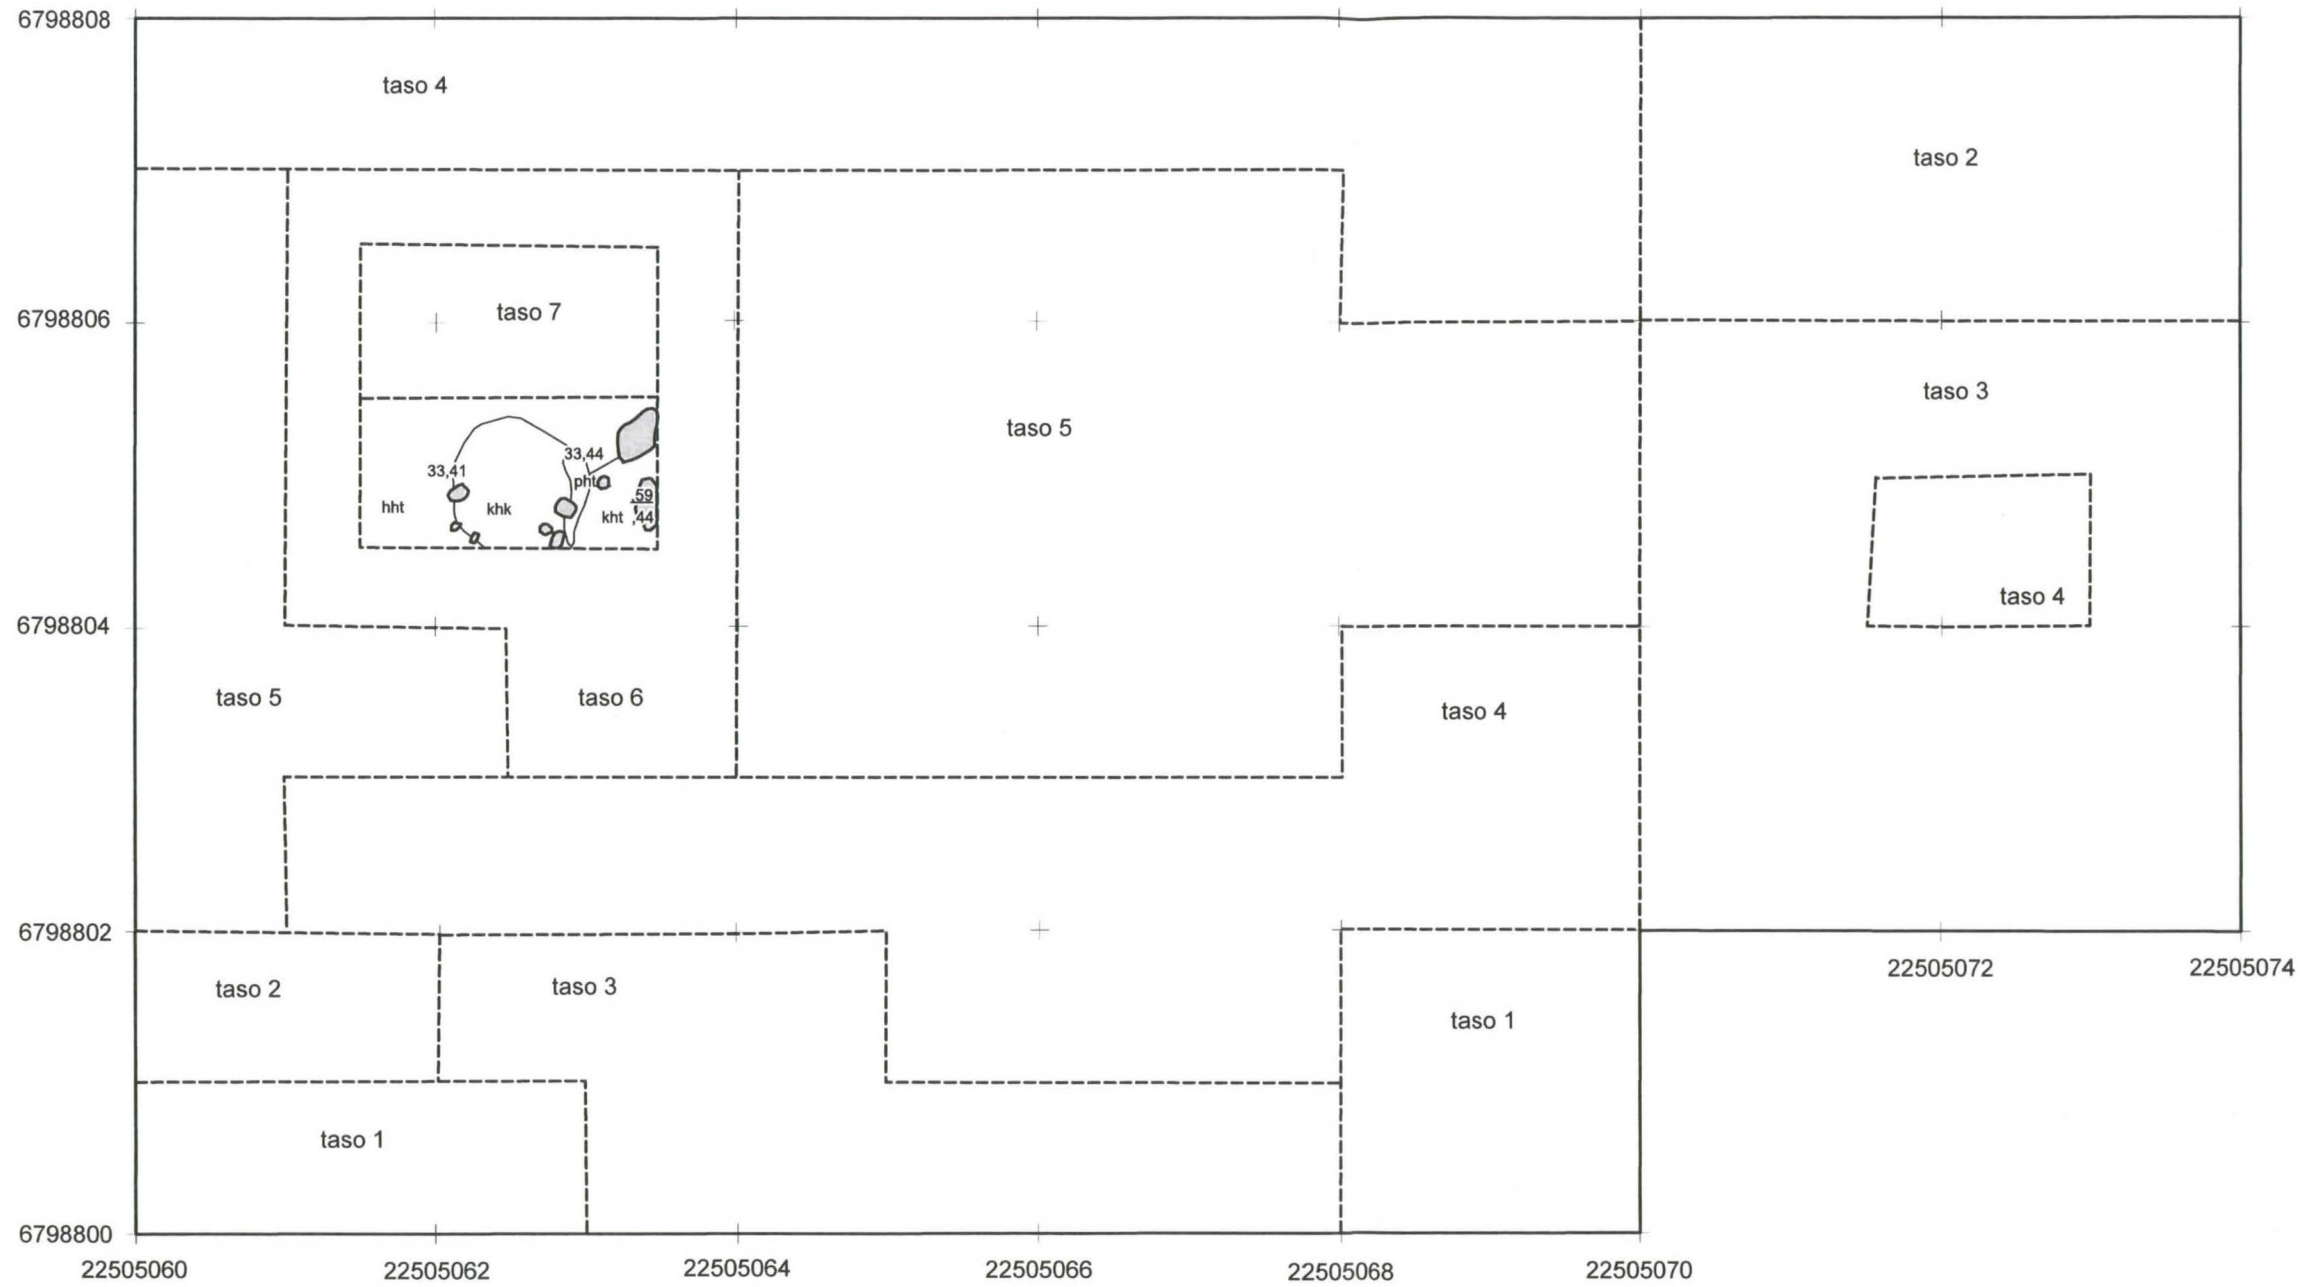 6798808
taso 4
taso 2
taso 7
6798806
taso 3
taso 5
33,44
33,41
pht
,59
hht
khk
kht
,44
taso 4
6798804
taso 5
taso 6
taso 4
6798802
22505072
22505074
taso 2
taso 3
taso 1
taso 1
6798800
22505060
22505062
22505064
22505066
22505068
22505070